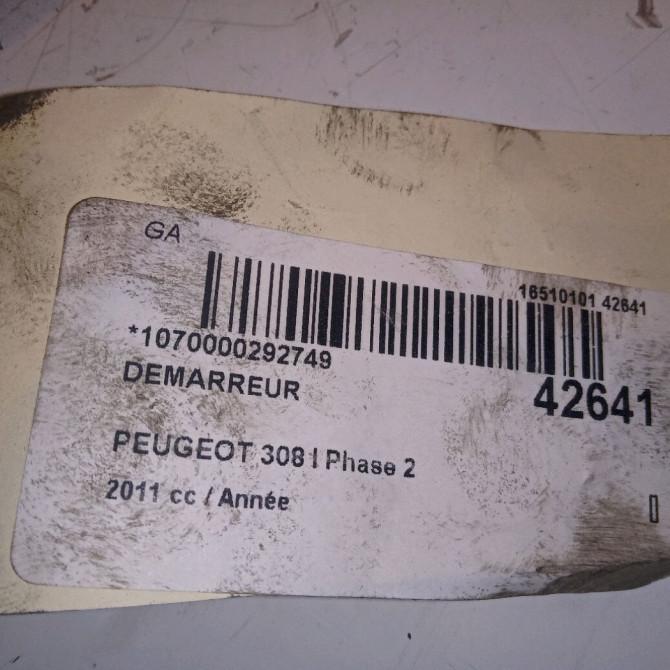 GA
16510101 42641
*1070000292749
42641
DEMARREUR
PEUGEOT 308 I Phase 2
2011 cc / Année